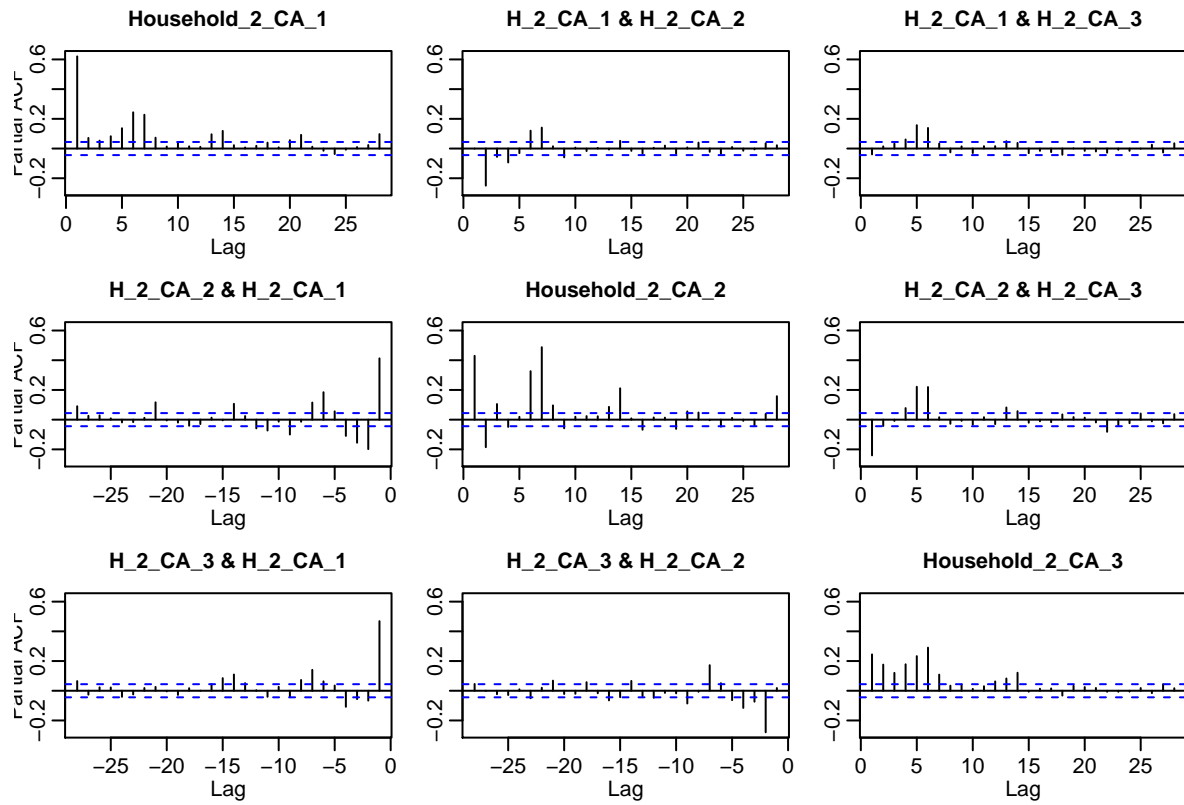 Household_2_CA_1
Partial ACF
−0.2 0.2 0.6
0 5 10 15 20 25
Lag
H_2_CA_1 & H_2_CA_2
−0.2 0.2 0.6
0 5 10 15 20 25
Lag
H_2_CA_1 & H_2_CA_3
−0.2 0.2 0.6
0 5 10 15 20 25
Lag
H_2_CA_2 & H_2_CA_1
Partial ACF
−0.2 0.2 0.6
−25 −20 −15 −10 −5 0
Lag
Household_2_CA_2
−0.2 0.2 0.6
0 5 10 15 20 25
Lag
H_2_CA_2 & H_2_CA_3
−0.2 0.2 0.6
0 5 10 15 20 25
Lag
H_2_CA_3 & H_2_CA_1
Partial ACF
−0.2 0.2 0.6
−25 −20 −15 −10 −5 0
Lag
H_2_CA_3 & H_2_CA_2
−0.2 0.2 0.6
−25 −20 −15 −10 −5 0
Lag
Household_2_CA_3
−0.2 0.2 0.6
0 5 10 15 20 25
Lag